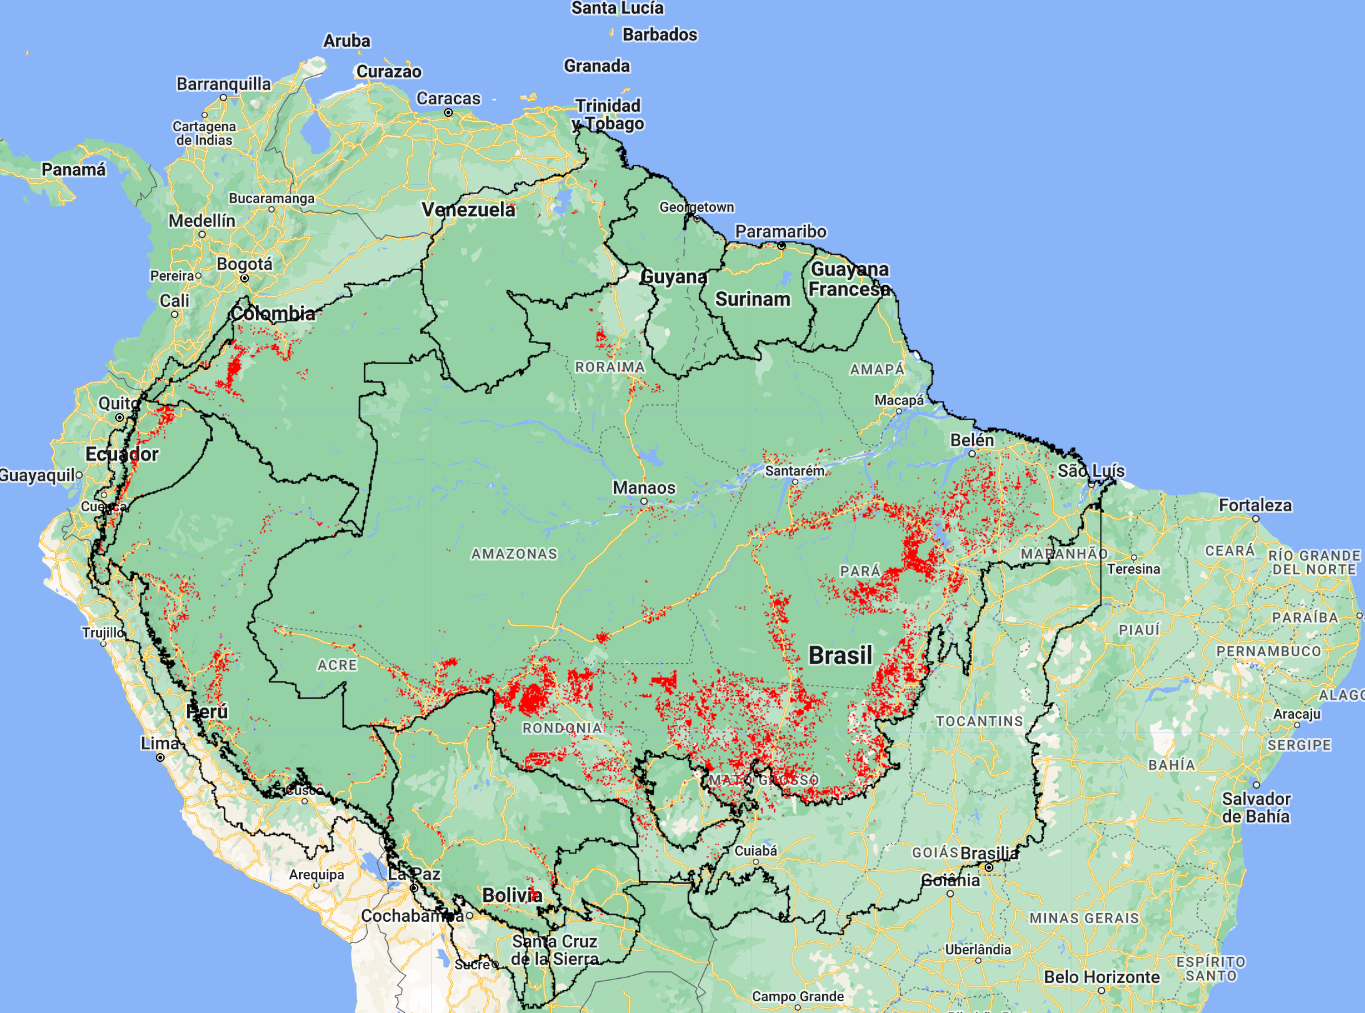 Santa Lucía
Barbados
Aruba
Curazao
Granada
Barranquilla
Caracas
Trinidad
y Tobago
Cartagena
de Indias
Panamá
Bucaramanga
Venezuela
Georgetown
Medellín
Paramaribo
Bogotá
Pereira
Guyana
Guayana
Francesa
Surinam
Cali
Colombia
RORAIMA
AMAPÁ
Quito
Macapá
Belén
Ecuador
Guayaquil
Santarém
São Luís
Manaos
Cuenca
Fortaleza
AMAZONAS
PARÁ
MARANHÃO
Teresina
CEARÁ
RÍO GRANDE
DEL NORTE
Trujillo
PIAUÍ
PARAÍBA
ACRE
Brasil
PERNAMBUCO
ALAGO
Perú
RONDONIA
TOCANTINS
Aracaju
SERGIPE
Lima
MATO GROSSO
BAHÍA
Cusco
Salvador
de Bahía
Cuiabá
GOIÁS
Brasilia
Arequipa
La Paz
Goiânia
Bolivia
Cochabamba
MINAS GERAIS
Santa Cruz
de la Sierra
Uberlândia
Sucre
ESPÍRITO
SANTO
Belo Horizonte
Campo Grande